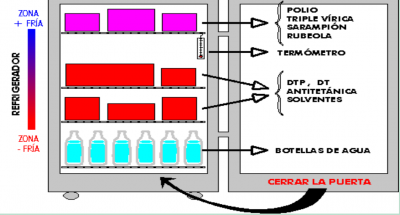 ZONA
+ FRÍA
REFRIGERADOR
ZONA
- FRÍA
POLIO
TRIPLE VÍRICA
SARAMPIÓN
RUBEOLA
TERMÓMETRO
DTP, DT
ANTITETÁNICA
SOLVENTES
BOTELLAS DE AGUA
CERRAR LA PUERTA